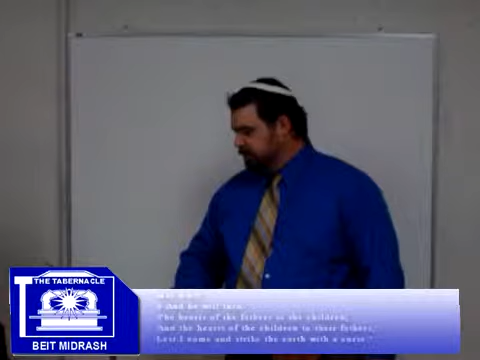 THE TABERNACLE
BEIT MIDRASH
6 And he will turn
The hearts of the fathers to the children,
And the hearts of the children to their fathers,
Lest I come and strike the earth with a curse."